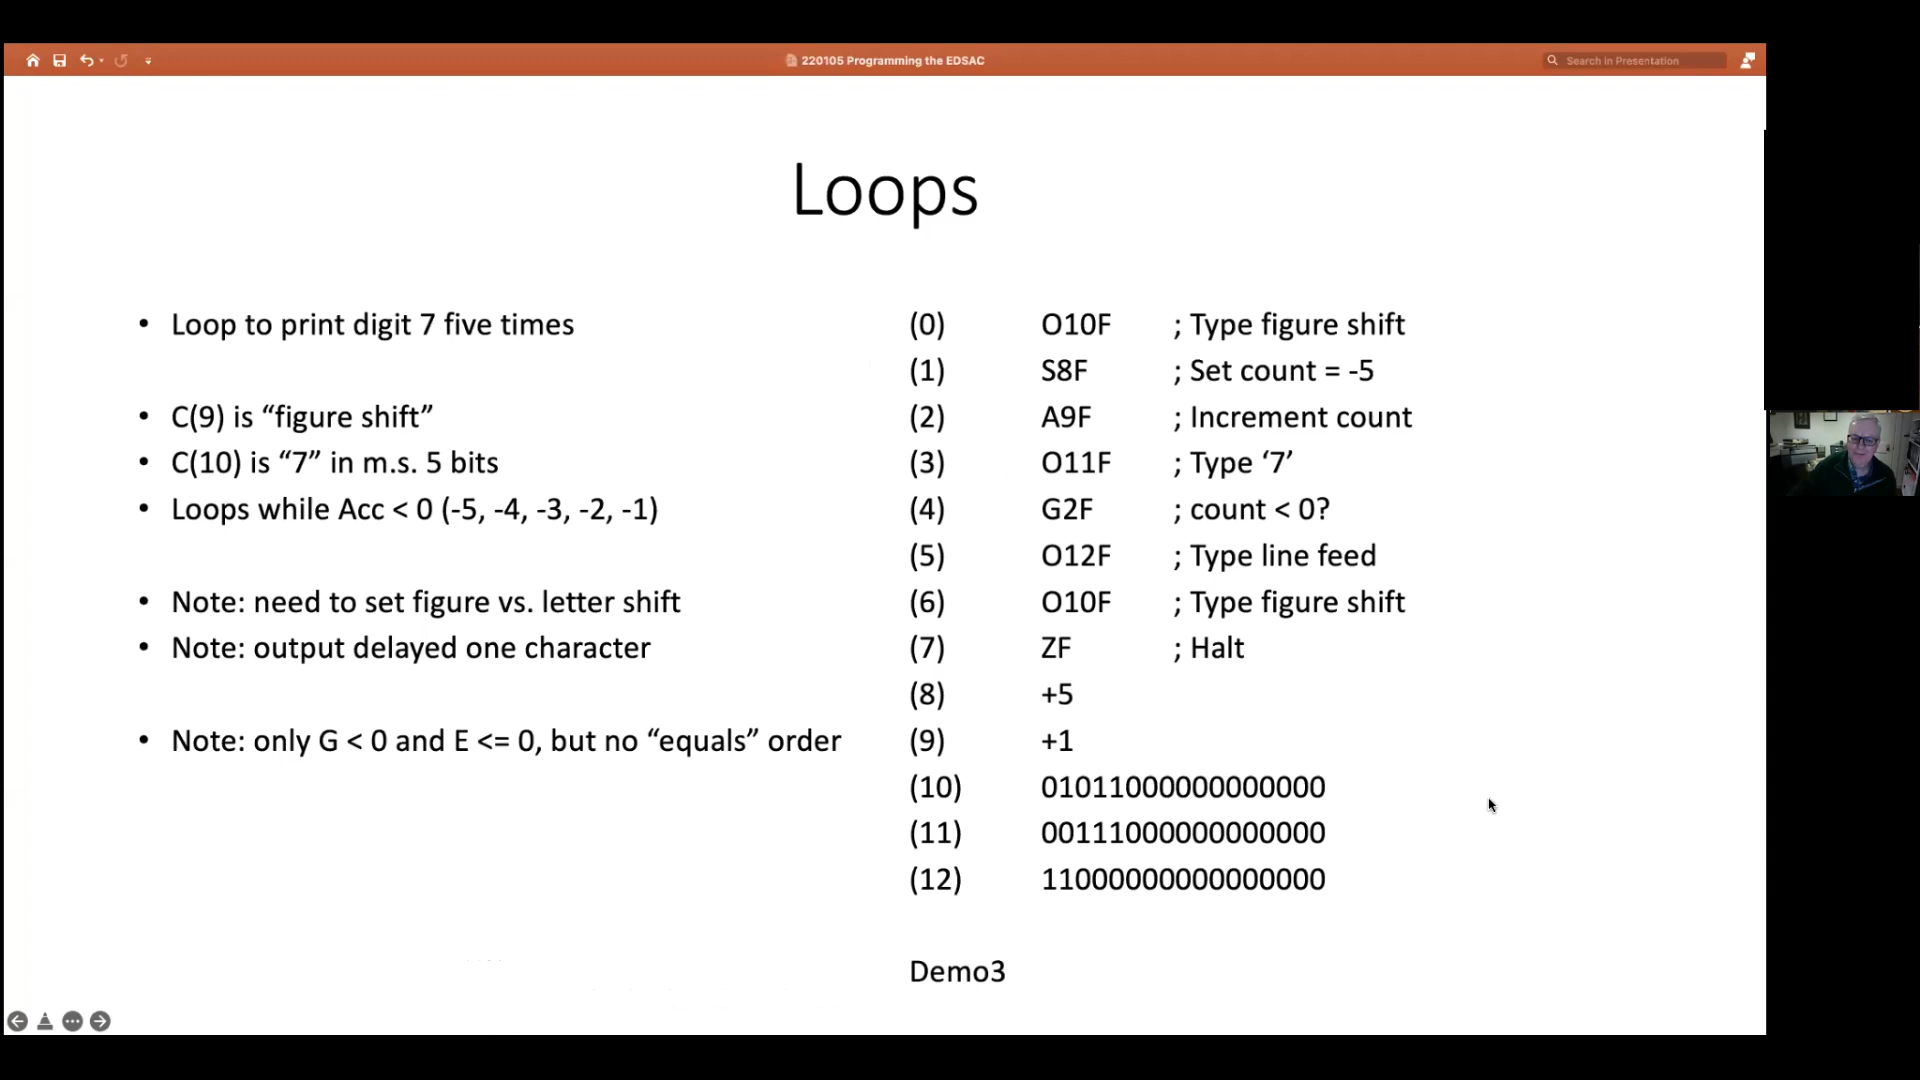 220105 Programming the EDSAC
Search in Presentation
Loops
• Loop to print digit 7 five times
• C(9) is “figure shift”
• C(10) is “7” in m.s. 5 bits
• Loops while Acc < 0 (-5, -4, -3, -2, -1)
• Note: need to set figure vs. letter shift
• Note: output delayed one character
• Note: only G < 0 and E <= 0, but no “equals” order
(0) O10F ; Type figure shift
(1) S8F ; Set count = -5
(2) A9F ; Increment count
(3) O11F ; Type ‘7’
(4) G2F ; count < 0?
(5) O12F ; Type line feed
(6) O10F ; Type figure shift
(7) ZF ; Halt
(8) +5
(9) +1
(10) 01011000000000000
(11) 00111000000000000
(12) 11000000000000000
Demo3